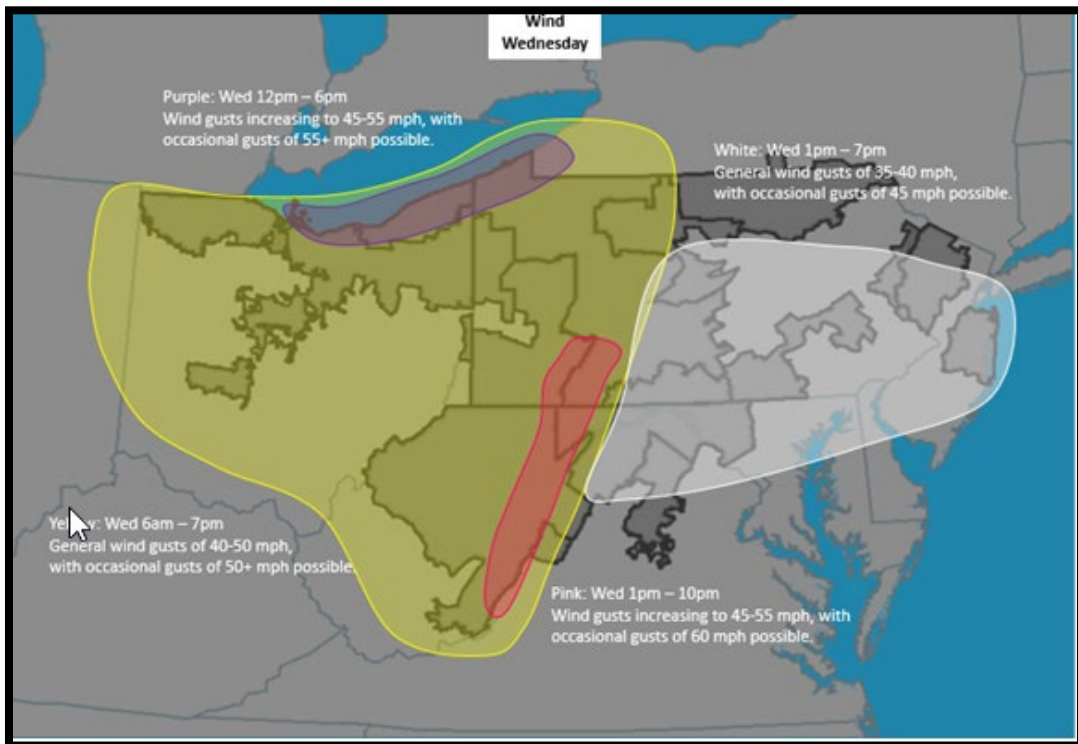 Wind
Wednesday
Purple: Wed 12pm – 6pm
Wind gusts increasing to 45-55 mph, with
occasional gusts of 55+ mph possible.
White: Wed 1pm – 7pm
General wind gusts of 35-40 mph,
with occasional gusts of 45 mph possible.
Yellow: Wed 6am – 7pm
General wind gusts of 40-50 mph,
with occasional gusts of 50+ mph possible.
Pink: Wed 1pm – 10pm
Wind gusts increasing to 45-55 mph, with
occasional gusts of 60 mph possible.